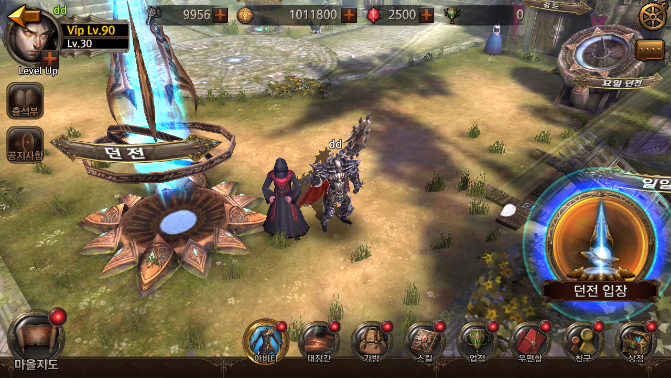 dd
Vip Lv.90
Lv.30
Level Up
9956
1011800
2500
0
출석부
공지사항
던 전
dd
요일 던전
던전 입장
마을지도
아바타
대장간
가방
스킬
업적
우편함
친구
상점